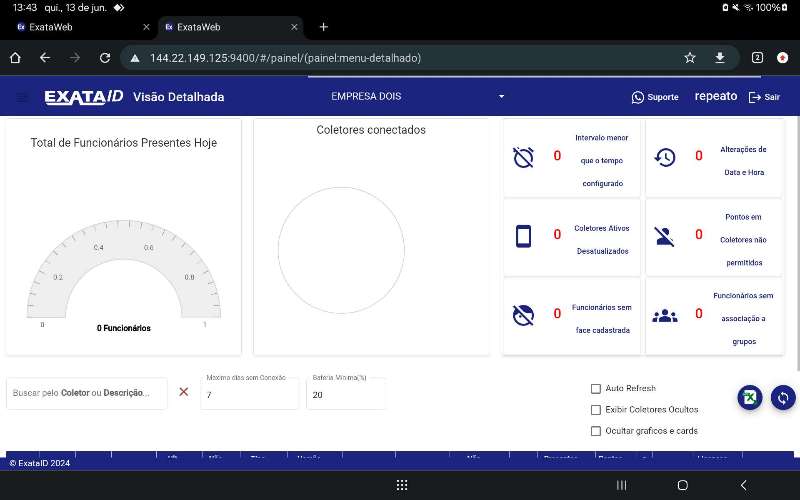 13:43 qui., 13 de jun.
100%
ExataWeb
ExataWeb
144.22.149.125:9400/#/painel/(painel:menu-detalhado)
2
EXATA/D Visão Detalhada
EMPRESA DOIS
Suporte
repeato
Sair
Total de Funcionários Presentes Hoje
0.4
0.6
0.2
0.8
0
1
0 Funcionários
Coletores conectados
0
Intervelo menor
que o tempo
configurado
0
Alterações de
Data e Hora
0
Coletores Ativos
Desatualizados
0
Pontos em
Coletores não
permitidos
0
Funcionários sem
face cadastrada
0
Funcionários sem
associação a
grupos
Buscar pelo Coletor ou Descrição...
Máximo dias sem Conexão
7
Bateria Mínima(%)
20
Auto Refresh
Exibir Coletores Ocultos
Ocultar graficos e cards
© ExataID 2024